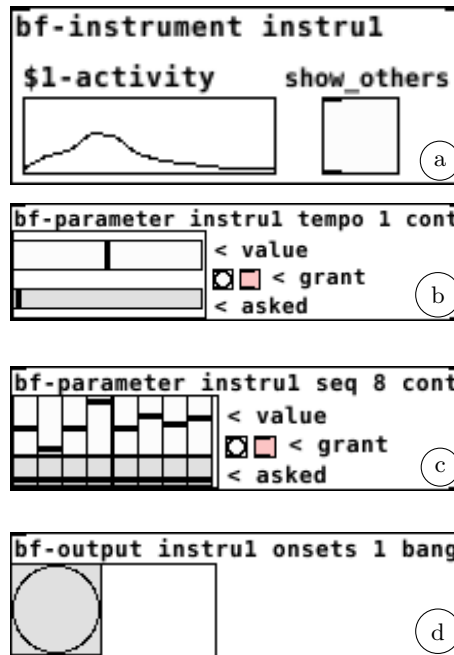 bf-instrument instru1
$1-activity show_others
a
bf-parameter instru1 tempo 1 cont
< value
< grant
b
< asked
bf-parameter instru1 seq 8 cont
< value
< grant
c
< asked
bf-output instru1 onsets 1 bang
d